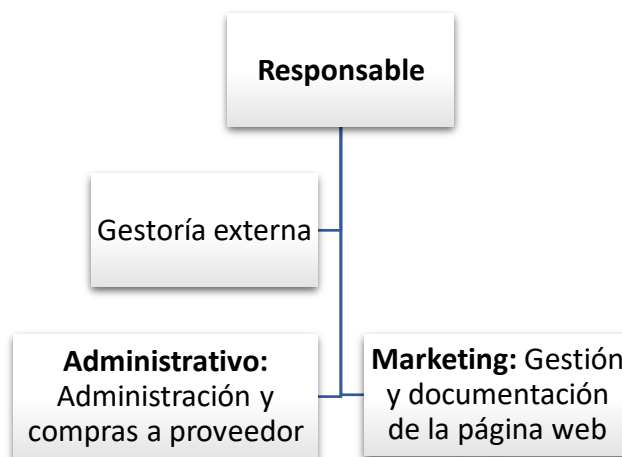 Responsable
Gestoría externa
Administrativo:
Administración y
compras a proveedor
Marketing: Gestión
y documentación
de la página web